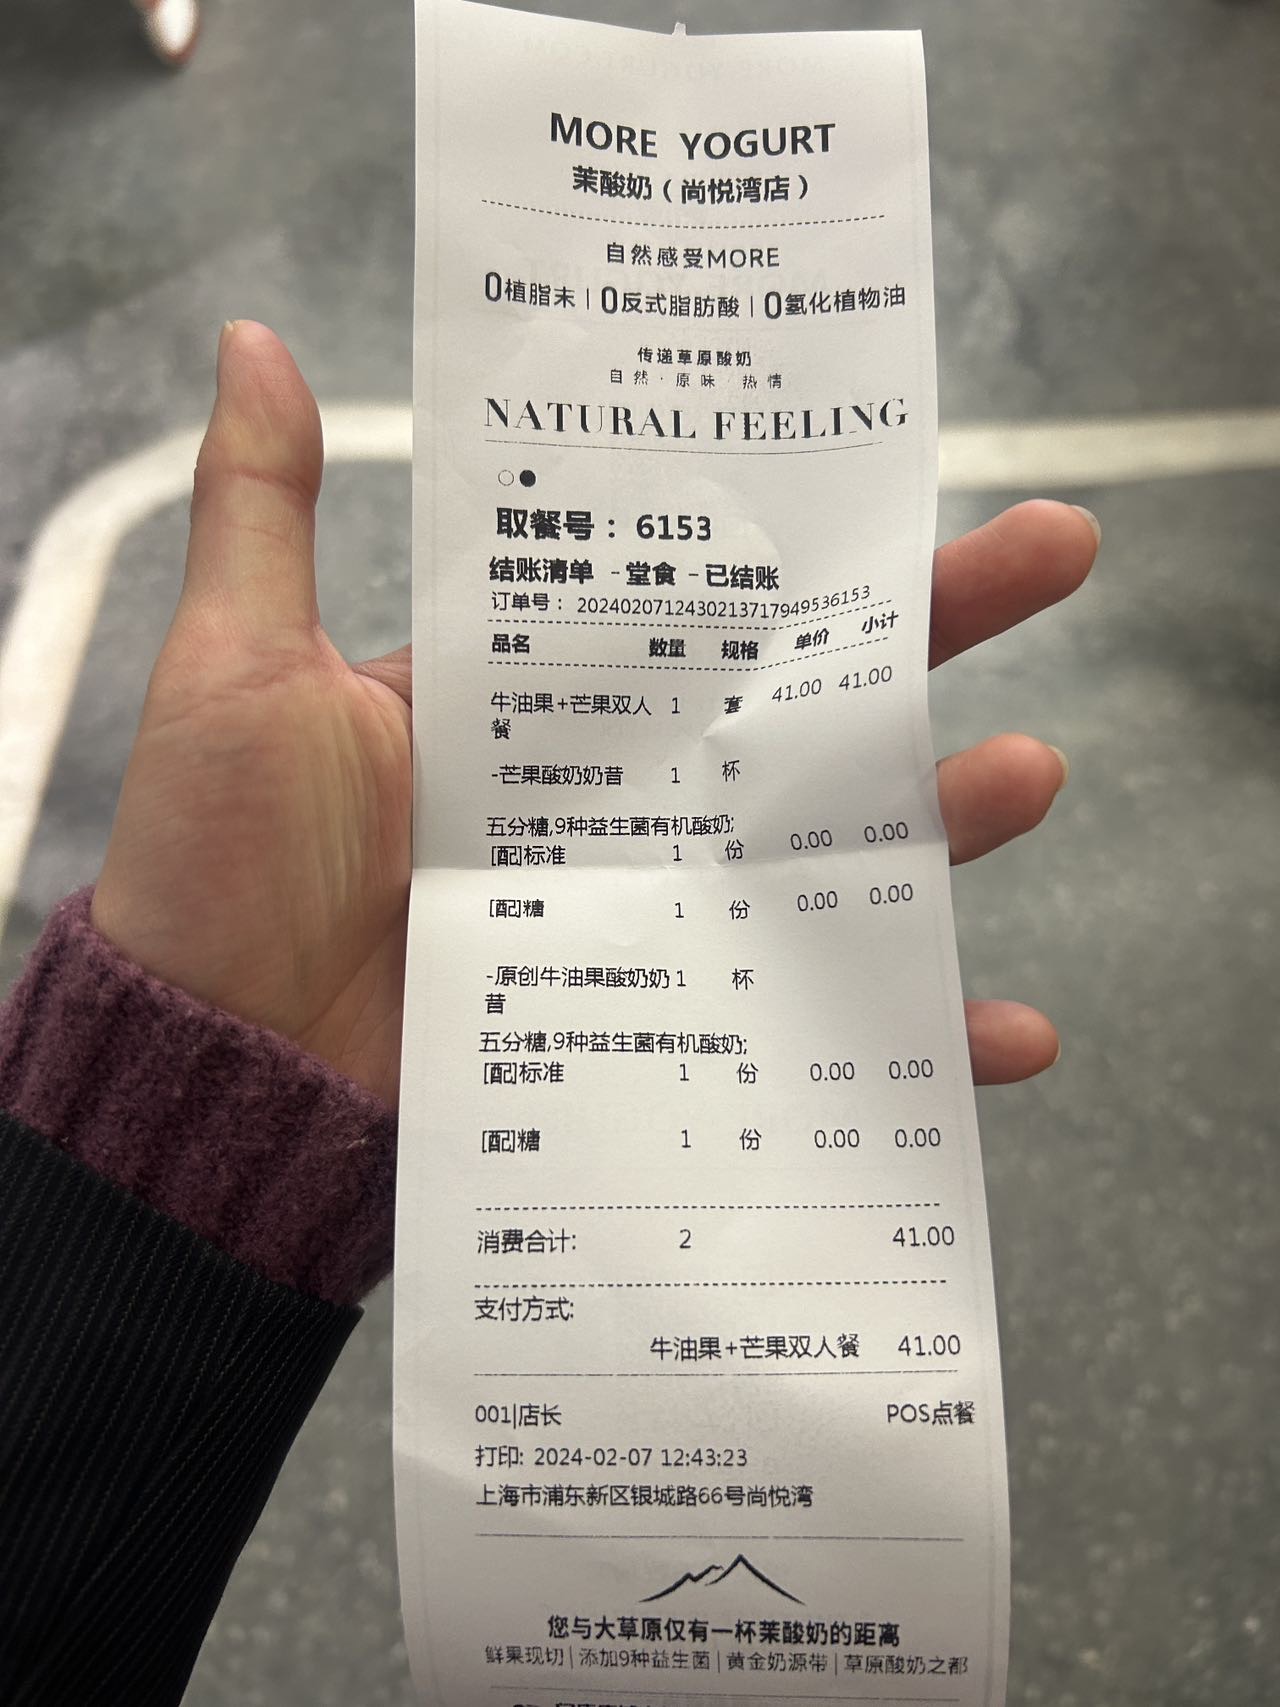 MORE YOGURT
茉酸奶（尚悦湾店）
自然感受MORE
0植脂末 | 0反式脂肪酸 | 0氢化植物油
传递草原酸奶
自然·原味 热情
NATURAL FEELING
取餐号： 6153
结账清单 -堂食 -已结账
订单号： 2024020712430213717949536153
品名 数量 规格 单价 小计
牛油果+芒果双人 1 套 41.00 41.00
餐
-芒果酸奶奶昔 1 杯
五分糖,9种益生菌有机酸奶;
[配]标准 1 份 0.00 0.00
[配]糖 1 份 0.00 0.00
-原创牛油果酸奶奶 1 杯
昔
五分糖,9种益生菌有机酸奶;
[配]标准 1 份 0.00 0.00
[配]糖 1 份 0.00 0.00
消费合计: 2 41.00
支付方式:
牛油果+芒果双人餐 41.00
001|店长 POS点餐
打印: 2024-02-07 12:43:23
上海市浦东新区银城路66号尚悦湾
您与大草原仅有一杯茉酸奶的距离
鲜果现切 | 添加9种益生菌 | 黄金奶源带 | 草原酸奶之都